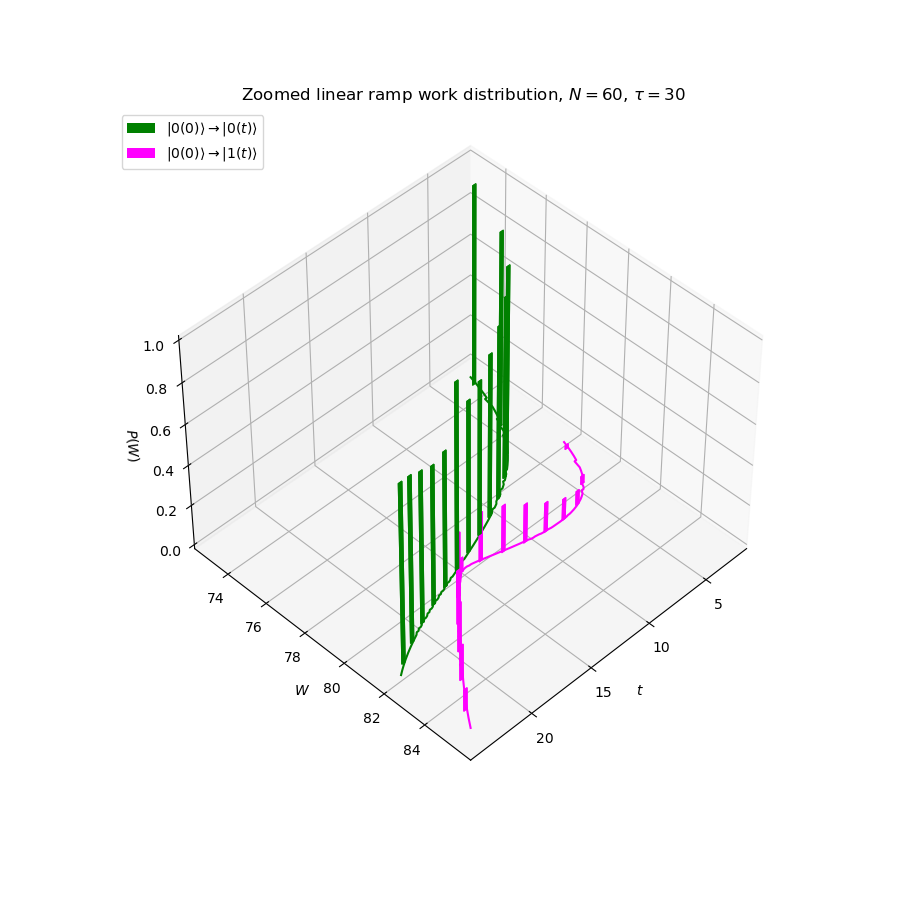 Zoomed linear ramp work distribution, $N = 60$, $\tau = 30$
|0(0)⟩ → |0(t)⟩
|0(0)⟩ → |1(t)⟩
1.0
0.8
0.6
0.4
0.2
0.0
P(W)
74
76
78
80
82
84
W
5
10
15
20
t